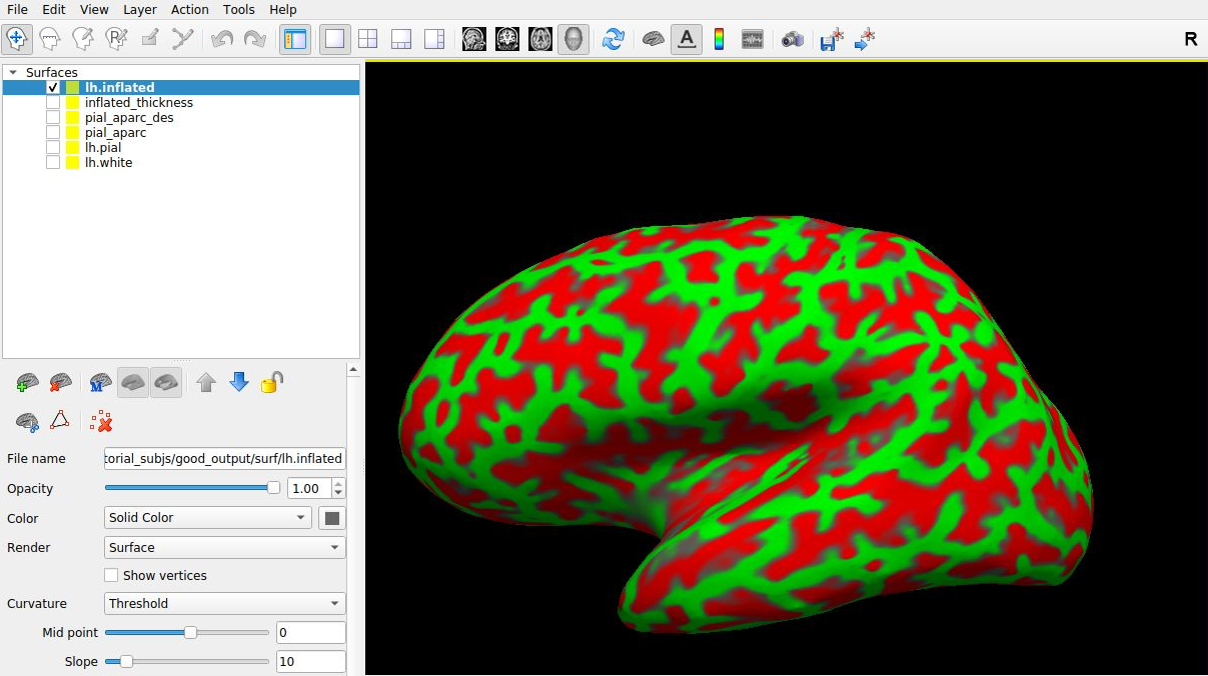 File Edit View Layer Action Tools Help
A R
Surfaces
lh.inflated
inflated_thickness
pial_aparc_des
pial_aparc
lh.pial
lh.white
M
File name orial_subjs/good_output/surf/lh.inflated
Opacity 1.00
Color Solid Color
Render Surface
Show vertices
Curvature Threshold
Mid point 0
Slope 10